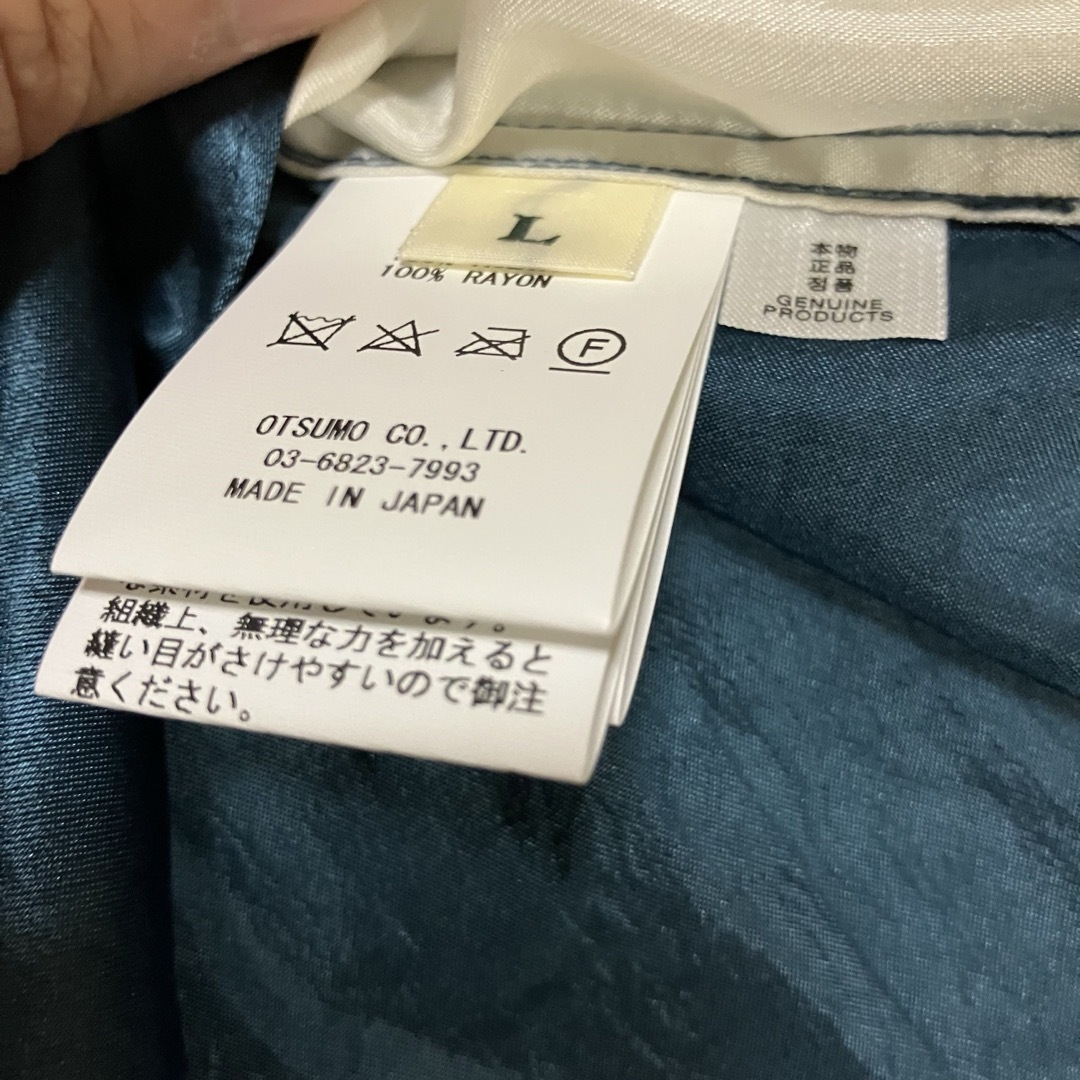 L
100% RAYON
F
OTSUMO CO., LTD.
03-6823-7993
MADE IN JAPAN
組織上、無理な力を加えると
縫い目がさけやすいので御注
意ください。
本物
正品
정품
GENUINE
PRODUCTS